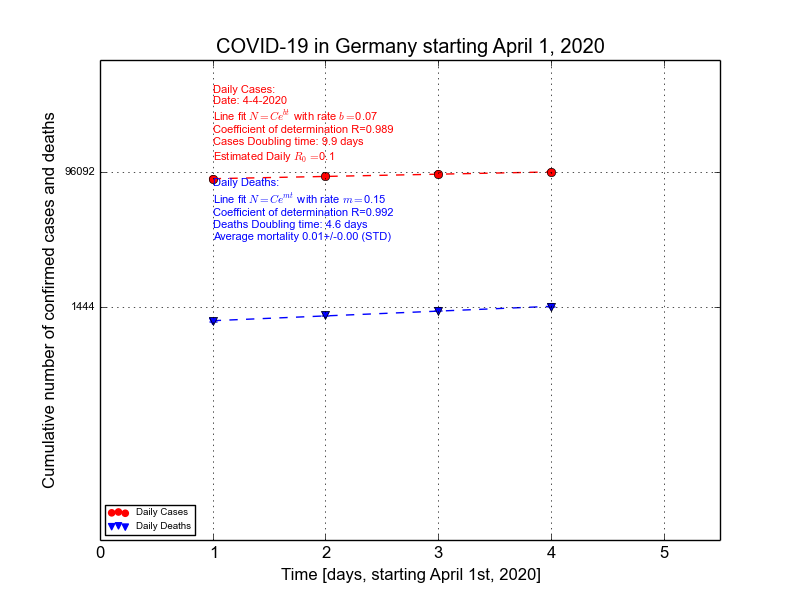 COVID-19 in Germany starting April 1, 2020
Daily Cases:
Date: 4-4-2020
Line fit N = Ce^{bt} with rate b = 0.07
Coefficient of determination R=0.989
Cases Doubling time: 9.9 days
Estimated Daily R_0 = 0.1
Daily Deaths:
Line fit N = Ce^{mt} with rate m = 0.15
Coefficient of determination R=0.992
Deaths Doubling time: 4.6 days
Average mortality 0.01+/-0.00 (STD)
96092
1444
Cumulative number of confirmed cases and deaths
Daily Cases
Daily Deaths
0 1 2 3 4 5
Time [days, starting April 1st, 2020]